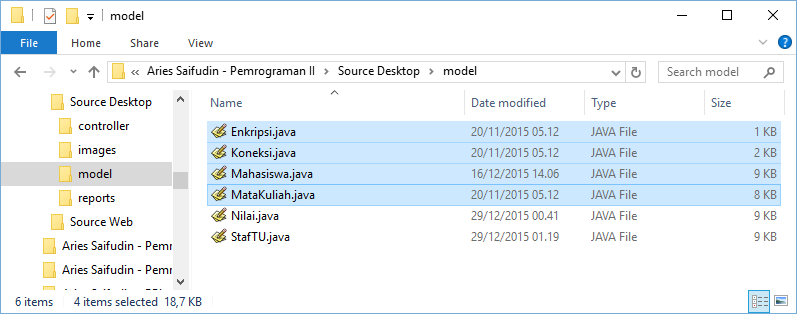 model
File Home Share View
« Aries Saifudin - Pemrograman II > Source Desktop > model Search model
Name Date modified Type Size
Source Desktop
controller
images
model
reports
Source Web
Aries Saifudin - Pemr
Aries Saifudin - Pem
Enkripsi.java 20/11/2015 05.12 JAVA File 1 KB
Koneksi.java 20/11/2015 05.12 JAVA File 2 KB
Mahasiswa.java 16/12/2015 14.06 JAVA File 9 KB
MataKuliah.java 20/11/2015 05.12 JAVA File 8 KB
Nilai.java 29/12/2015 00.41 JAVA File 9 KB
StafTU.java 29/12/2015 01.19 JAVA File 9 KB
6 items 4 items selected 18,7 KB